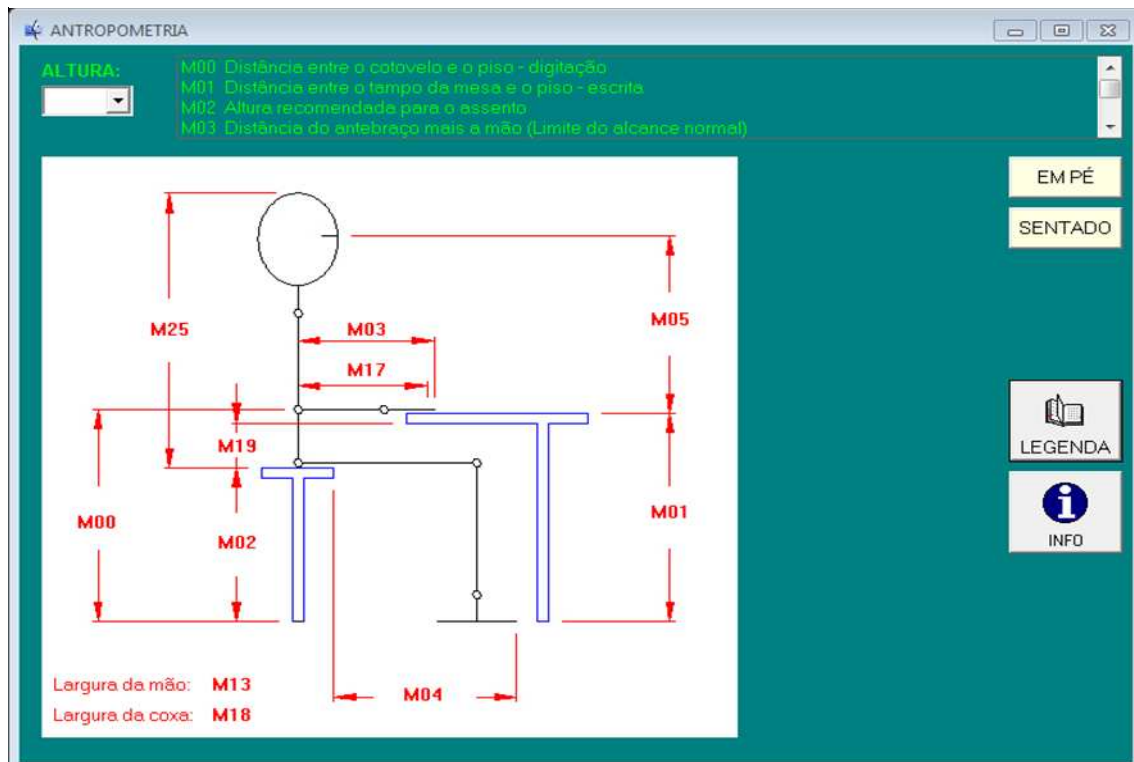 ANTROPOMETRIA
ALTURA:
M00 Distância entre o cotovelo e o piso - digitação
M01 Distância entre o tampo da mesa e o piso - escrita
M02 Altura recomendada para o assento
M03 Distância do antebraço mais a mão (Limite do alcance normal)
EM PÉ
SENTADO
M25
M03
M05
M17
M19
M00
M02
M01
LEGENDA
INFO
M04
Largura da mão: M13
Largura da coxa: M18